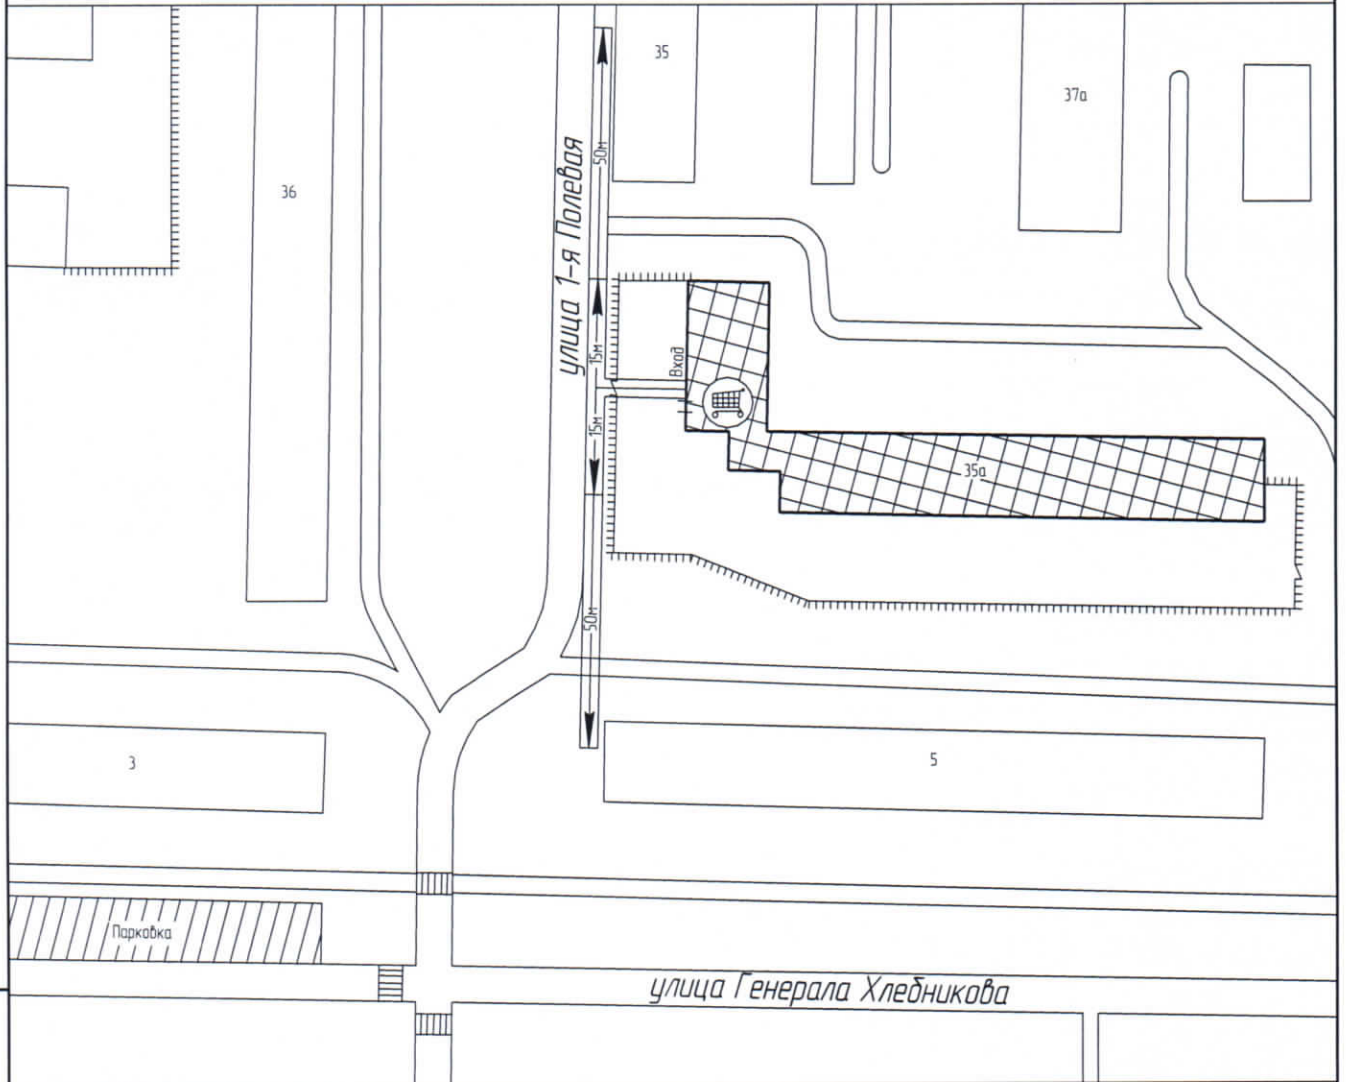 35
37а
50м
36
улица 1-я Полевая
15м
Вход
15м
35а
50м
3
5
Парковка
улица Генерала Хлебникова